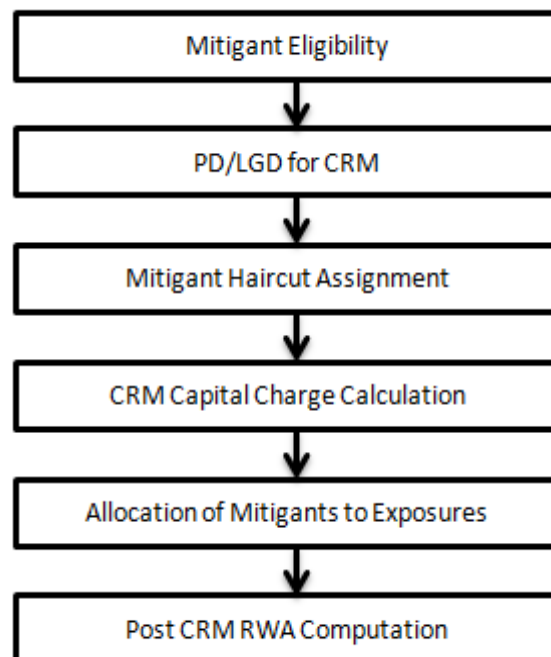 Mitigant Eligibility
PD/LGD for CRM
Mitigant Haircut Assignment
CRM Capital Charge Calculation
Allocation of Mitigants to Exposures
Post CRM RWA Computation